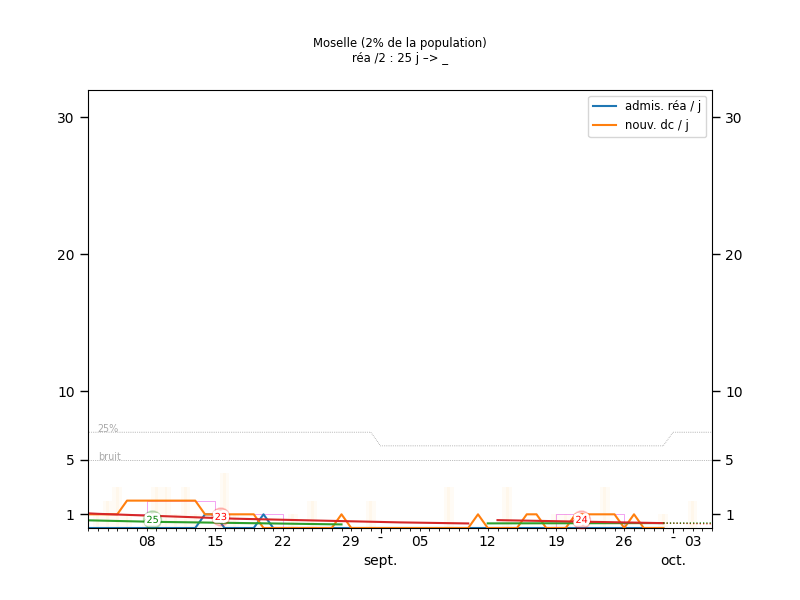 Moselle (2% de la population)
réa /2 : 25 j –> _
admis. réa / j
nouv. dc / j
30 30
20 20
10 10
25%
5 bruit 5
1 25 23 24 1
08 15 22 29 - 05 12 19 26 - 03
sept. oct.